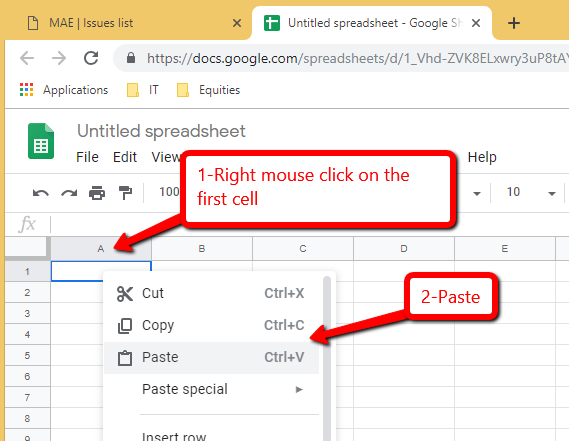 MAE | Issues list
Untitled spreadsheet - Google Sh
https://docs.google.com/spreadsheets/d/1_Vhd-ZVK8ELxwry3uP8tAY
Applications IT Equities
Untitled spreadsheet
File Edit Help
1-Right mouse click on the
first cell
100 10
fx
A B C D E
1
2
3
4
5
6
7
8
9
Cut Ctrl+X
Copy Ctrl+C
Paste Ctrl+V
Paste special
Insert row
2-Paste